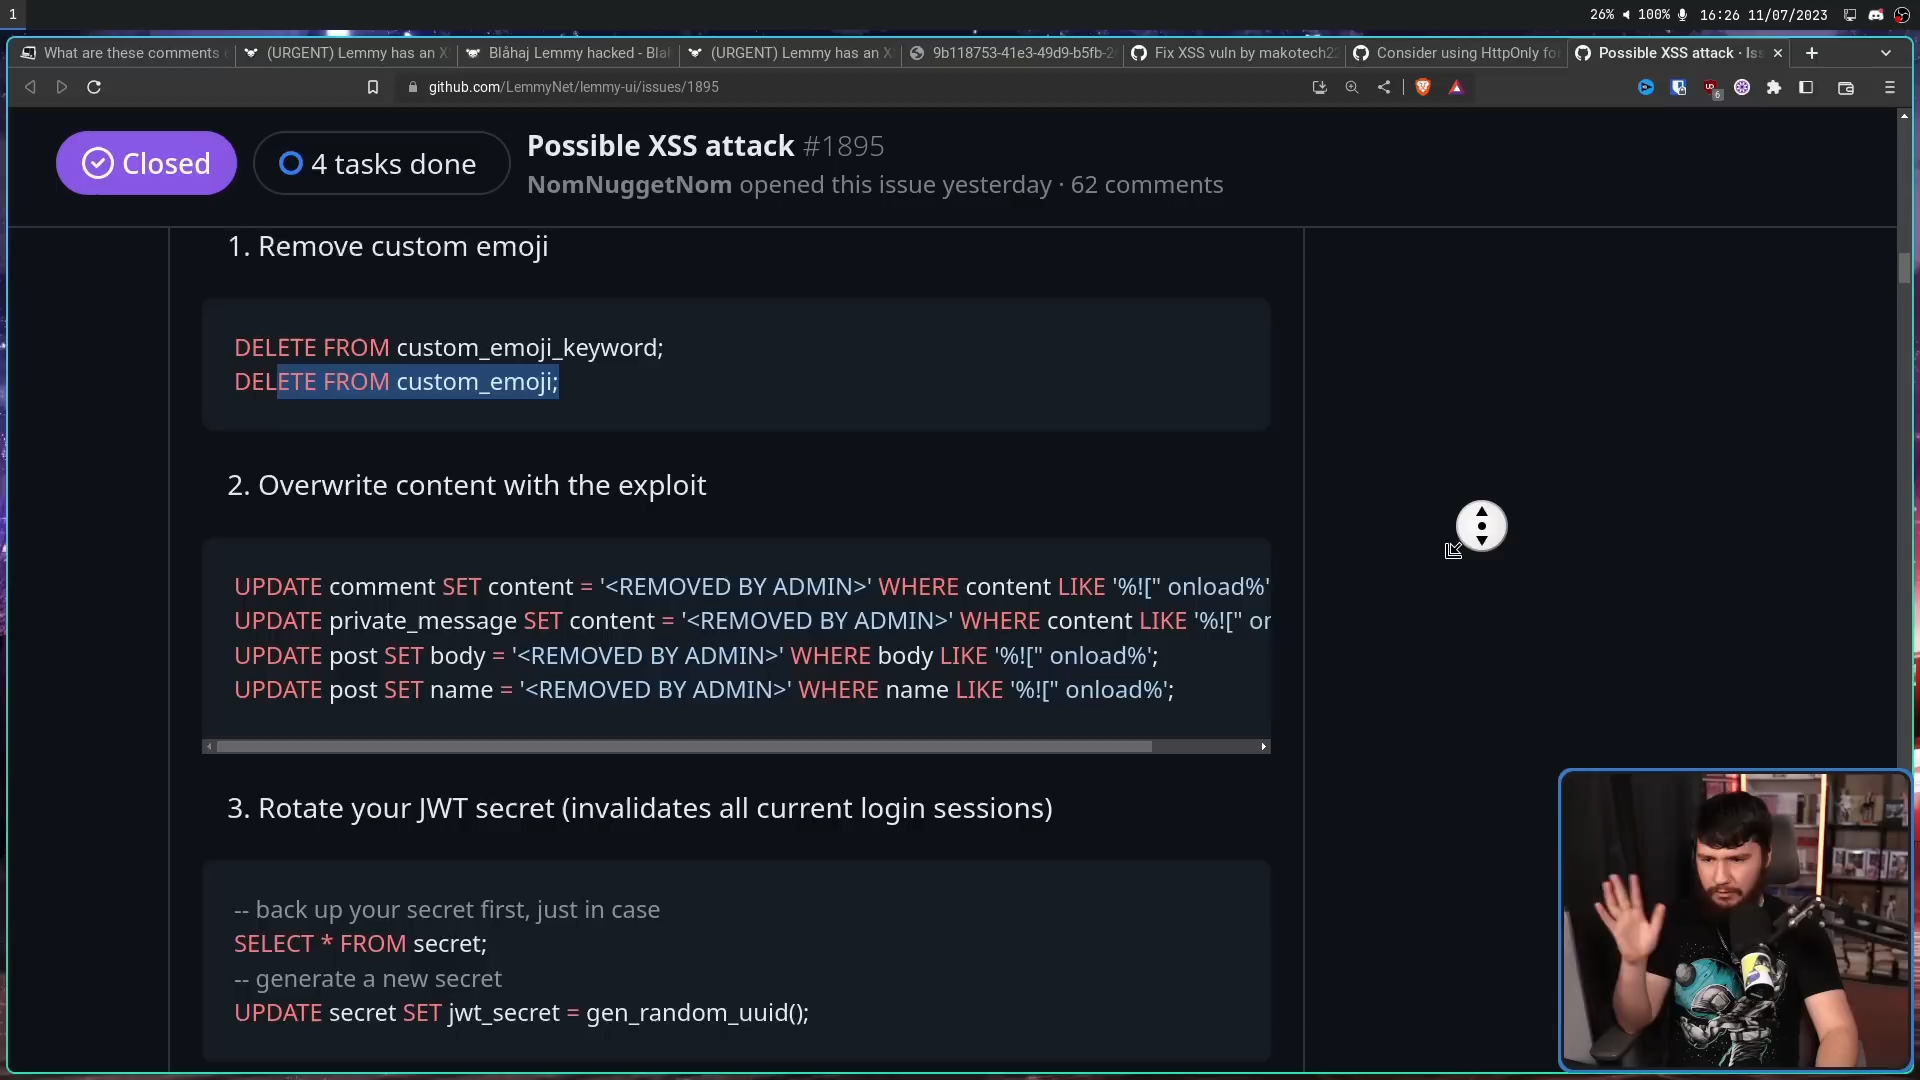 1
26% 100% 16:26 11/07/2023
What are these comments
(URGENT) Lemmy has an X
Blåhaj Lemmy hacked - Bla
(URGENT) Lemmy has an X
9b118753-41e3-49d9-b5fb-2
Fix XSS vuln by makotech22
Consider using HttpOnly fo
Possible XSS attack · Iss
github.com/LemmyNet/lemmy-ui/issues/1895
6
Closed
4 tasks done
Possible XSS attack #1895
NomNuggetNom opened this issue yesterday · 62 comments
1. Remove custom emoji
DELETE FROM custom_emoji_keyword;
DELETE FROM custom_emoji;
2. Overwrite content with the exploit
UPDATE comment SET content = '<REMOVED BY ADMIN>' WHERE content LIKE '%![" onload%'
UPDATE private_message SET content = '<REMOVED BY ADMIN>' WHERE content LIKE '%![" or
UPDATE post SET body = '<REMOVED BY ADMIN>' WHERE body LIKE '%![" onload%';
UPDATE post SET name = '<REMOVED BY ADMIN>' WHERE name LIKE '%![" onload%';
3. Rotate your JWT secret (invalidates all current login sessions)
-- back up your secret first, just in case
SELECT * FROM secret;
-- generate a new secret
UPDATE secret SET jwt_secret = gen_random_uuid();